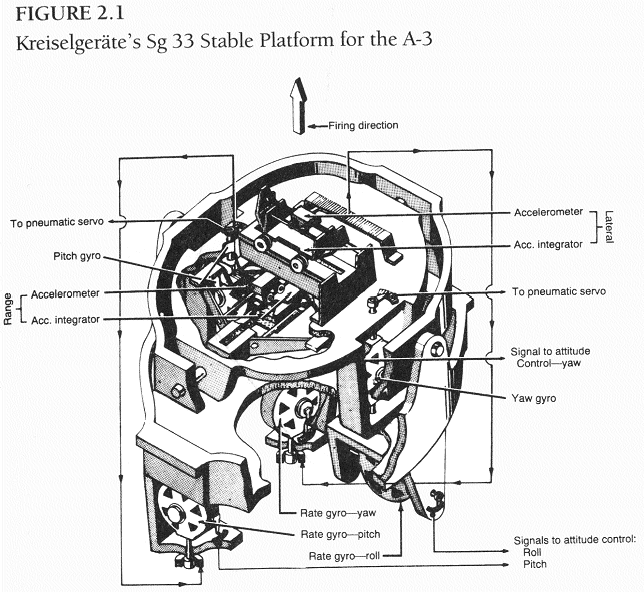 FIGURE 2.1
Kreiselgeräte's Sg 33 Stable Platform for the A-3
Firing direction
To pneumatic servo
Pitch gyro
Range
Accelerometer
Acc. integrator
Accelerometer
Acc. integrator
Lateral
To pneumatic servo
Signal to attitude
Control—yaw
Yaw gyro
Rate gyro—yaw
Rate gyro—pitch
Rate gyro—roll
Signals to attitude control:
Roll
Pitch